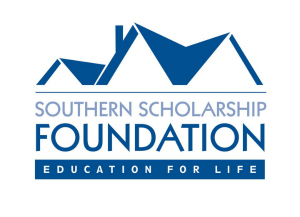 SOUTHERN SCHOLARSHIP
FOUNDATION
EDUCATION FOR LIFE